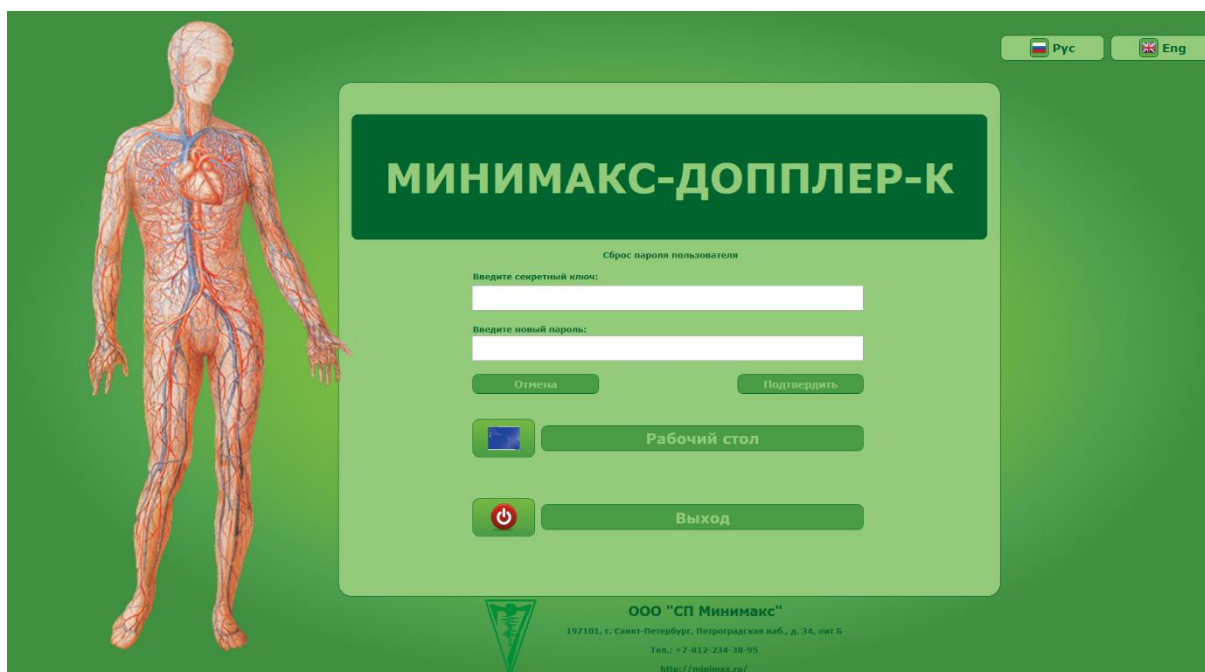 Рус
Eng
МИНИМАКС-ДОППЛЕР-К
Сброс пароля пользователя
Введите секретный ключ:
Введите новый пароль:
Отмена
Подтвердить
Рабочий стол
Выход
ООО "СП Минимакс"
197101, г. Санкт-Петербург, Петроградская наб., д. 34, лит Б
Тел.: +7-812-234-38-95
http://minimax.ru/